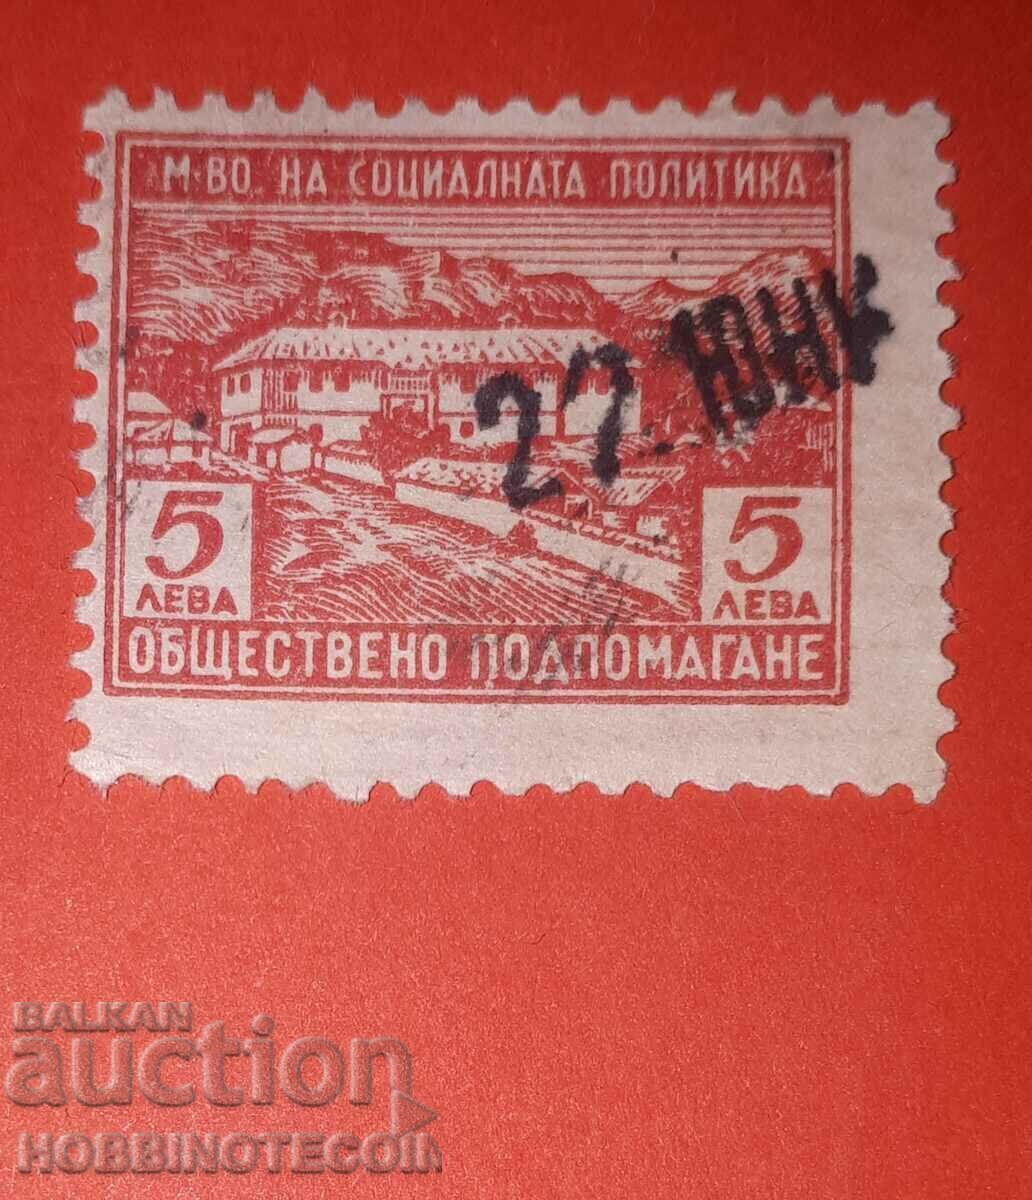 М-ВО НА СОЦИАЛНАТА ПОЛИТИКА
27. ЮНИ
5 ЛЕВА
5 ЛЕВА
ОБЩЕСТВЕНО ПОДПОМАГАНЕ
BALKAN
auction
HOBBINOTECOIN